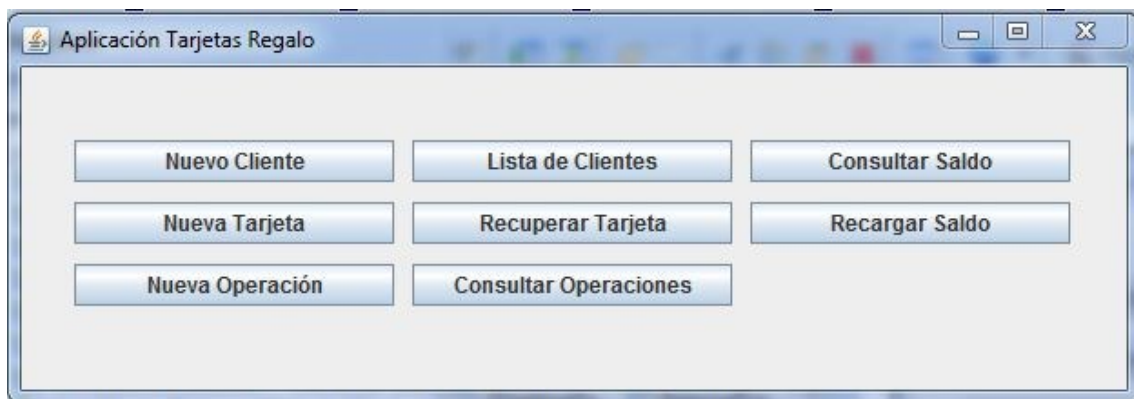 Aplicación Tarjetas Regalo
Nuevo Cliente Lista de Clientes Consultar Saldo
Nueva Tarjeta Recuperar Tarjeta Recargar Saldo
Nueva Operación Consultar Operaciones